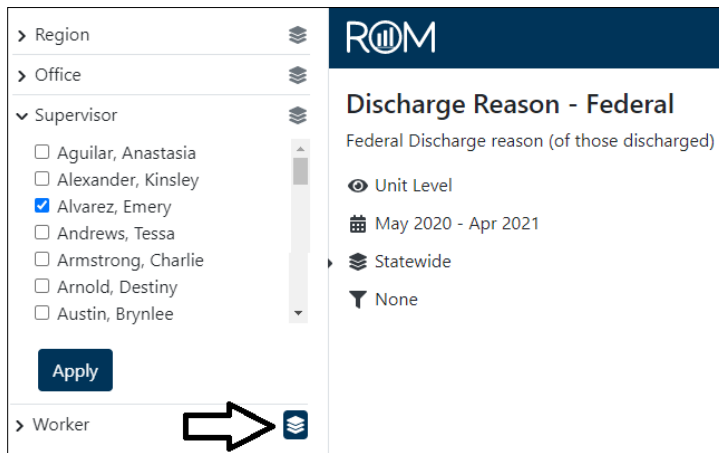 Region
Office
Supervisor
Aguilar, Anastasia
Alexander, Kinsley
Alvarez, Emery
Andrews, Tessa
Armstrong, Charlie
Arnold, Destiny
Austin, Brynlee
Apply
Worker
ROM
Discharge Reason - Federal
Federal Discharge reason (of those discharged)
Unit Level
May 2020 - Apr 2021
Statewide
None